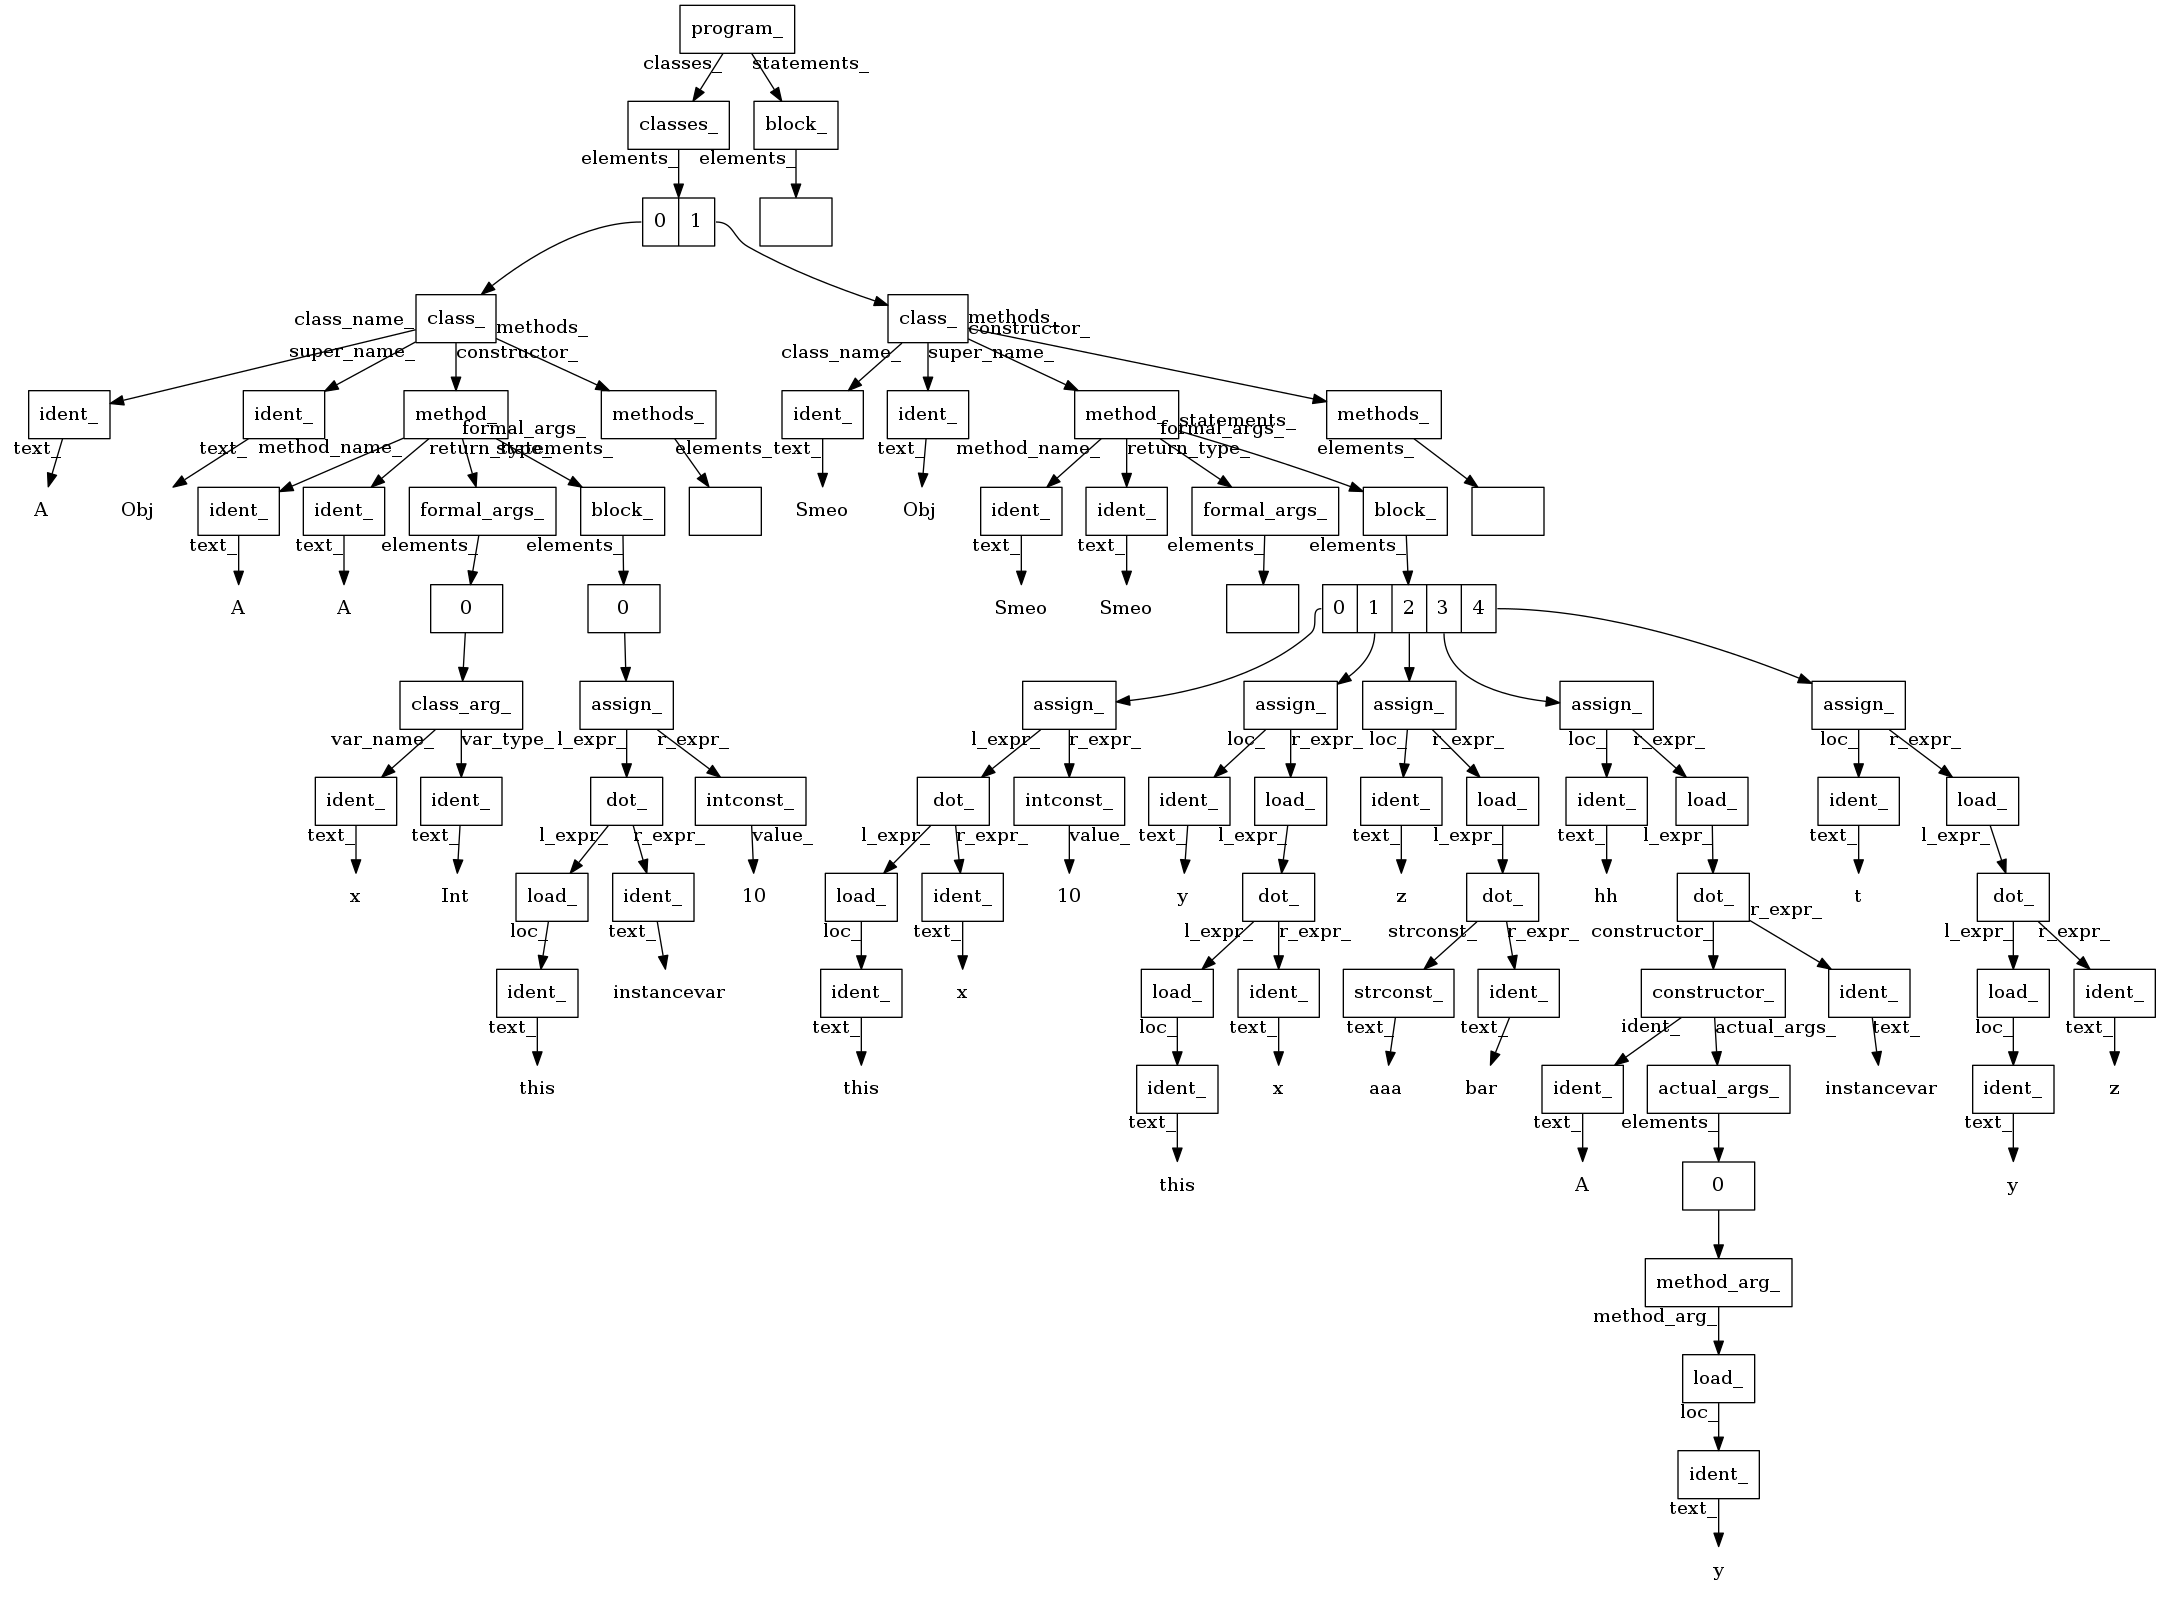 program_
classes_ statements_
classes_ block_
elements_ elements_
0 1
class_ class_
class_name_ super_name_ constructor_ methods_ class_name_ super_name_ methods_ constructor_
ident_ ident_ method_ methods_ ident_ ident_ method_ methods_
text_ text_ method_name_ return_type_ formal_args_ statements_ elements_ text_ text_ method_name_ return_type_ formal_args_ statements_ elements_
A Obj ident_ ident_ formal_args_ block_ Smeo Obj ident_ ident_ formal_args_ block_
text_ text_ elements_ elements_ text_ text_ elements_ elements_
A A 0 0 Smeo Smeo 0 1 2 3 4
class_arg_ assign_ assign_ assign_ assign_ assign_ assign_
var_name_ var_type_ l_expr_ r_expr_ l_expr_ r_expr_ loc_ r_expr_ loc_ r_expr_ loc_ r_expr_ loc_ r_expr_
ident_ ident_ dot_ intconst_ dot_ intconst_ ident_ load_ ident_ load_ ident_ load_ ident_ load_
text_ text_ l_expr_ r_expr_ value_ l_expr_ r_expr_ value_ text_ l_expr_ text_ l_expr_ text_ l_expr_ text_ l_expr_
x Int load_ ident_ 10 load_ ident_ 10 y dot_ z dot_ hh dot_ t dot_
loc_ text_ loc_ text_ l_expr_ r_expr_ strconst_ r_expr_ constructor_ r_expr_ l_expr_ r_expr_
ident_ instancevar ident_ x load_ ident_ strconst_ ident_ constructor_ ident_ load_ ident_
text_ text_ loc_ text_ text_ text_ ident_ actual_args_ text_ loc_ text_
this this ident_ x aaa bar ident_ actual_args_ instancevar ident_ z
text_ text_ elements_ text_
this A 0 y
method_arg_
method_arg_
load_
loc_
ident_
text_
y